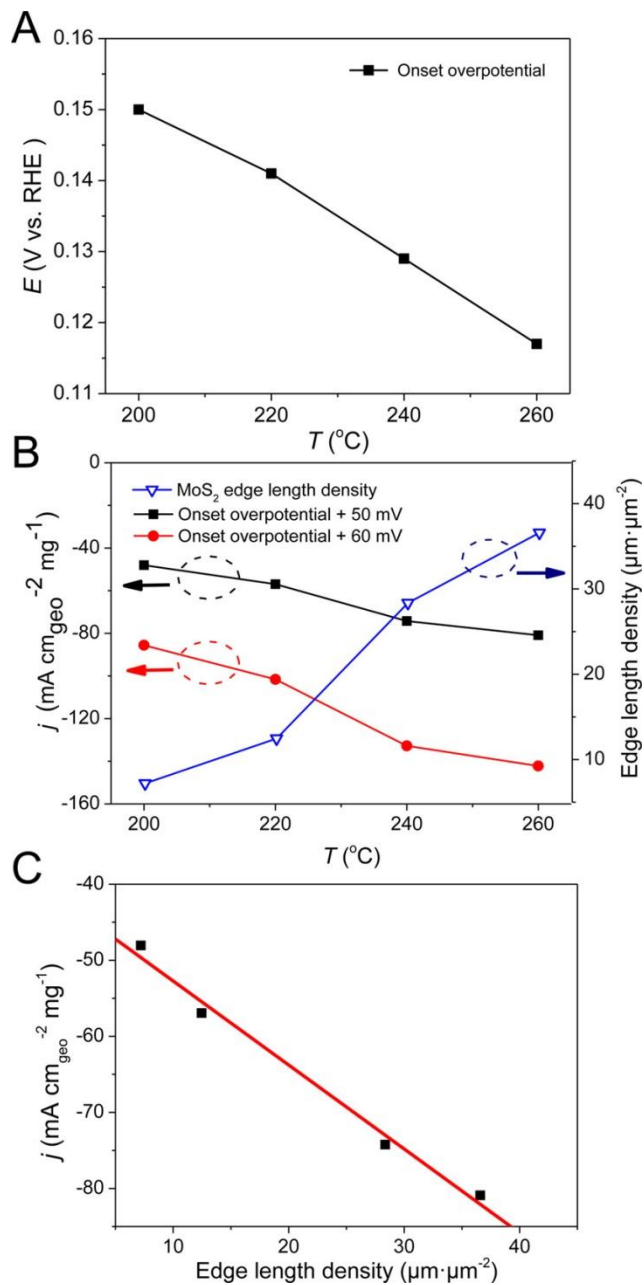 A
0.16
0.15
0.14
0.13
0.12
0.11
E (V vs. RHE)
Onset overpotential
200 220 240 260
T (°C)
B
0
-40
-80
-120
-160
j (mA cm_geo^-2 mg^-1)
MoS₂ edge length density
Onset overpotential + 50 mV
Onset overpotential + 60 mV
40
30
20
10
Edge length density (μm·μm⁻²)
200 220 240 260
T (°C)
C
-40
-50
-60
-70
-80
j (mA cm_geo^-2 mg^-1)
10 20 30 40
Edge length density (μm·μm⁻²)